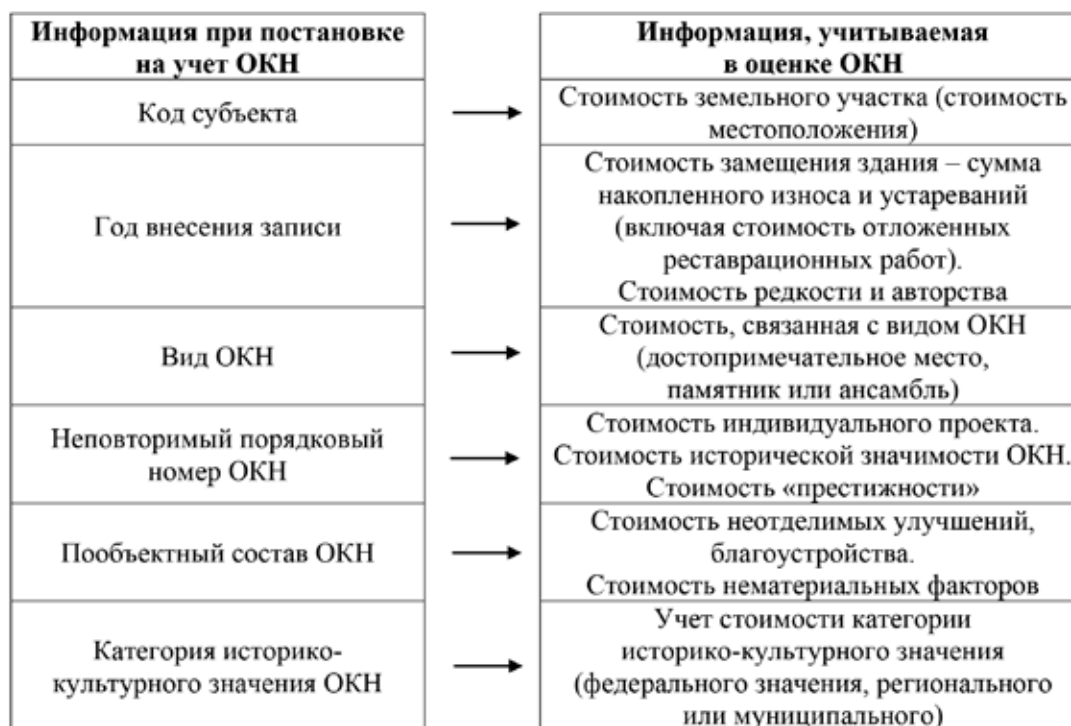 Информация при постановке
на учет ОКН
Информация, учитываемая
в оценке ОКН
Код субъекта
Стоимость земельного участка (стоимость
местоположения)
Год внесения записи
Стоимость замещения здания – сумма
накопленного износа и устареваний
(включая стоимость отложенных
реставрационных работ).
Стоимость редкости и авторства
Вид ОКН
Стоимость, связанная с видом ОКН
(достопримечательное место,
памятник или ансамбль)
Неповторимый порядковый
номер ОКН
Стоимость индивидуального проекта.
Стоимость исторической значимости ОКН.
Стоимость «престижности»
Пообъектный состав ОКН
Стоимость неотделимых улучшений,
благоустройства.
Стоимость нематериальных факторов
Категория историко-
культурного значения ОКН
Учет стоимости категории
историко-культурного значения
(федерального значения, регионального
или муниципального)